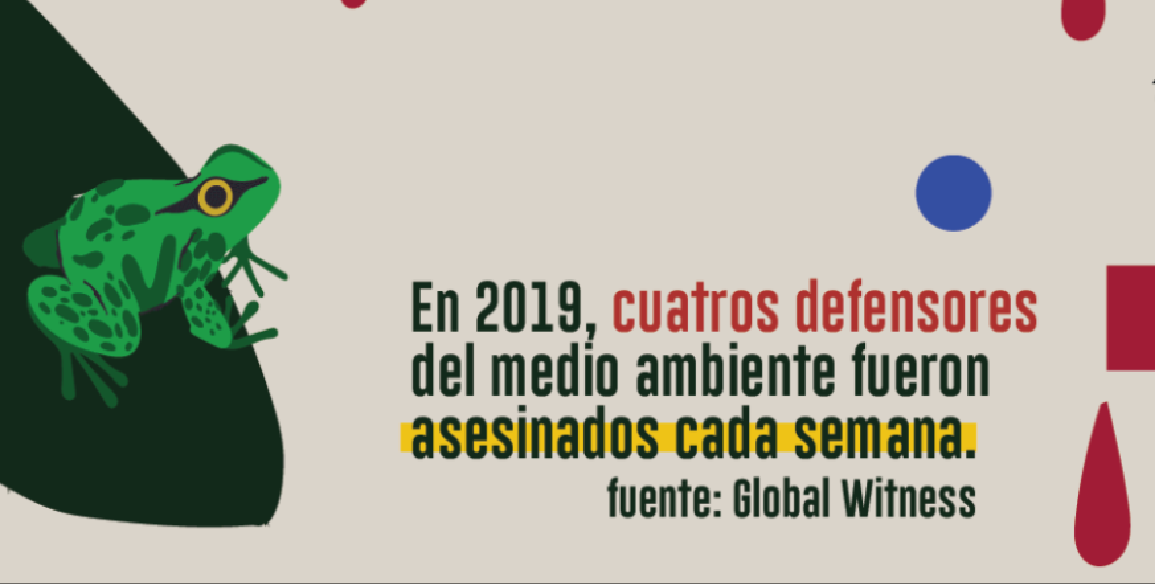 En 2019, cuatros defensores
del medio ambiente fueron
asesinados cada semana.
fuente: Global Witness